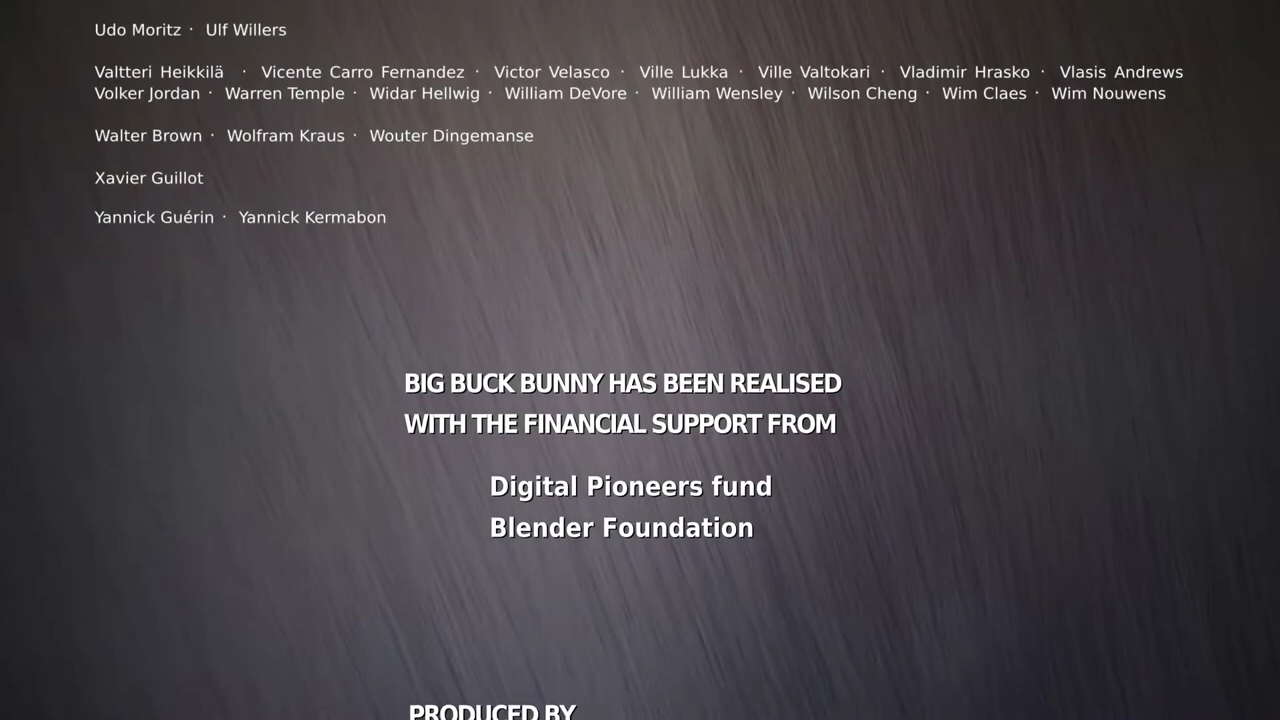 Udo Moritz · Ulf Willers
Valtteri Heikkilä · Vicente Carro Fernandez · Victor Velasco · Ville Lukka · Ville Valtokari · Vladimir Hrasko · Vlasis Andrews
Volker Jordan · Warren Temple · Widar Hellwig · William DeVore · William Wensley · Wilson Cheng · Wim Claes · Wim Nouwens
Walter Brown · Wolfram Kraus · Wouter Dingemanse
Xavier Guillot
Yannick Guérin · Yannick Kermabon
BIG BUCK BUNNY HAS BEEN REALISED
WITH THE FINANCIAL SUPPORT FROM
Digital Pioneers fund
Blender Foundation
PRODUCED BY